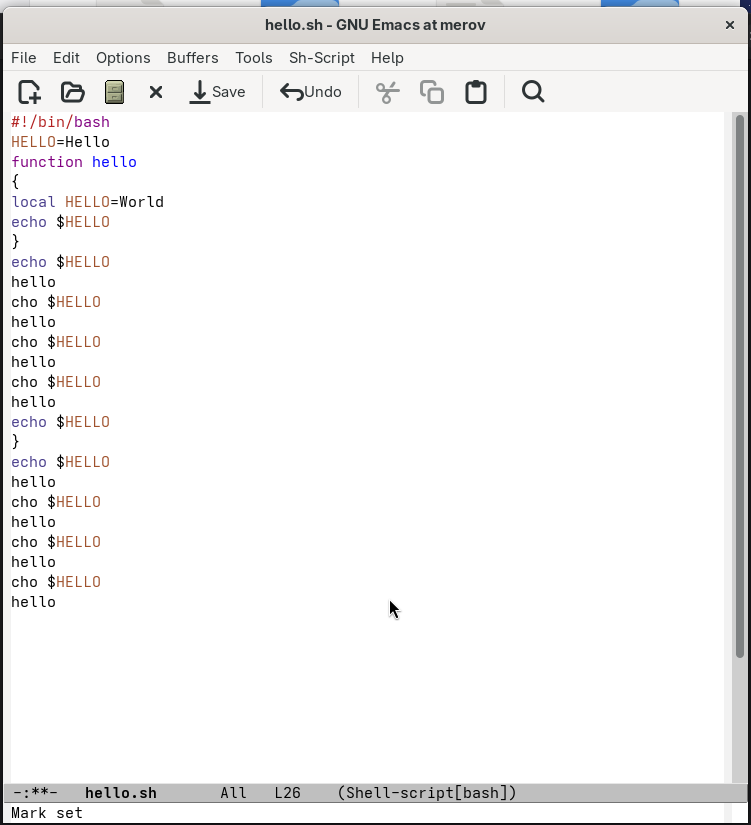 hello.sh - GNU Emacs at merov
File Edit Options Buffers Tools Sh-Script Help
Save Undo
#!/bin/bash
HELLO=Hello
function hello
{
local HELLO=World
echo $HELLO
}
echo $HELLO
hello
cho $HELLO
hello
cho $HELLO
hello
cho $HELLO
hello
echo $HELLO
}
echo $HELLO
hello
cho $HELLO
hello
cho $HELLO
hello
cho $HELLO
hello
-:**- hello.sh All L26 (Shell-script[bash])
Mark set